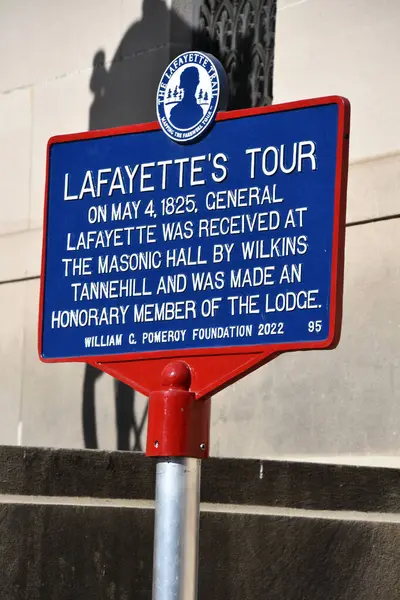 THE LAFAYETTE TRAIL
LAFAYETTE'S TOUR
ON MAY 4, 1825, GENERAL
LAFAYETTE WAS RECEIVED AT
THE MASONIC HALL BY WILKINS
TANNEHILL AND WAS MADE AN
HONORARY MEMBER OF THE LODGE.
WILLIAM G. POMEROY FOUNDATION 2022 95